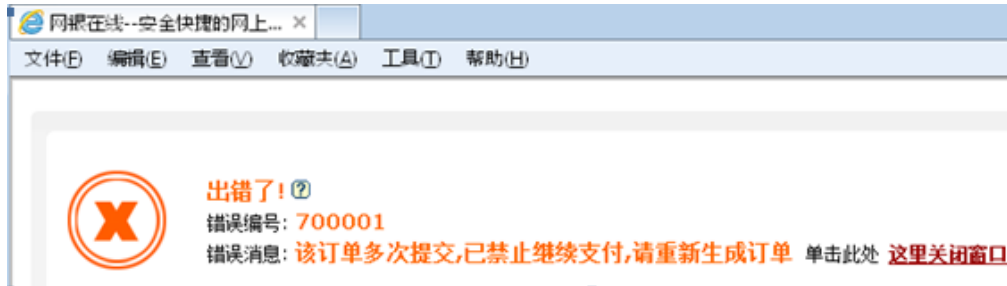 网银在线--安全快捷的网上...
文件(F) 编辑(E) 查看(V) 收藏夹(A) 工具(T) 帮助(H)
出错了!
错误编号: 700001
错误消息: 该订单多次提交,已禁止继续支付,请重新生成订单 单击此处 这里关闭窗口